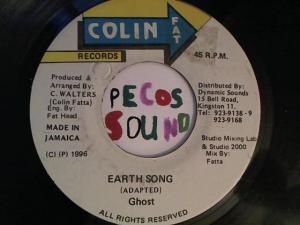 COLIN FAT
RECORDS
45 R.P.M.
Produced &
Arranged By:
C. WALTERS
(Colin Fatta)
Eng. By:
Fat Head
MADE IN
JAMAICA
(C) (P) 1996
PECOS
SOUND
Distributed By:
Dynamic Sounds
15 Bell Road,
Kingston 11.
Tel: 923-9138 - 9
923-9168
Studio Mixing Lab
& Studio 2000
Mix By:
Fatta
EARTH SONG
(ADAPTED)
Ghost
ALL RIGHTS RESERVED